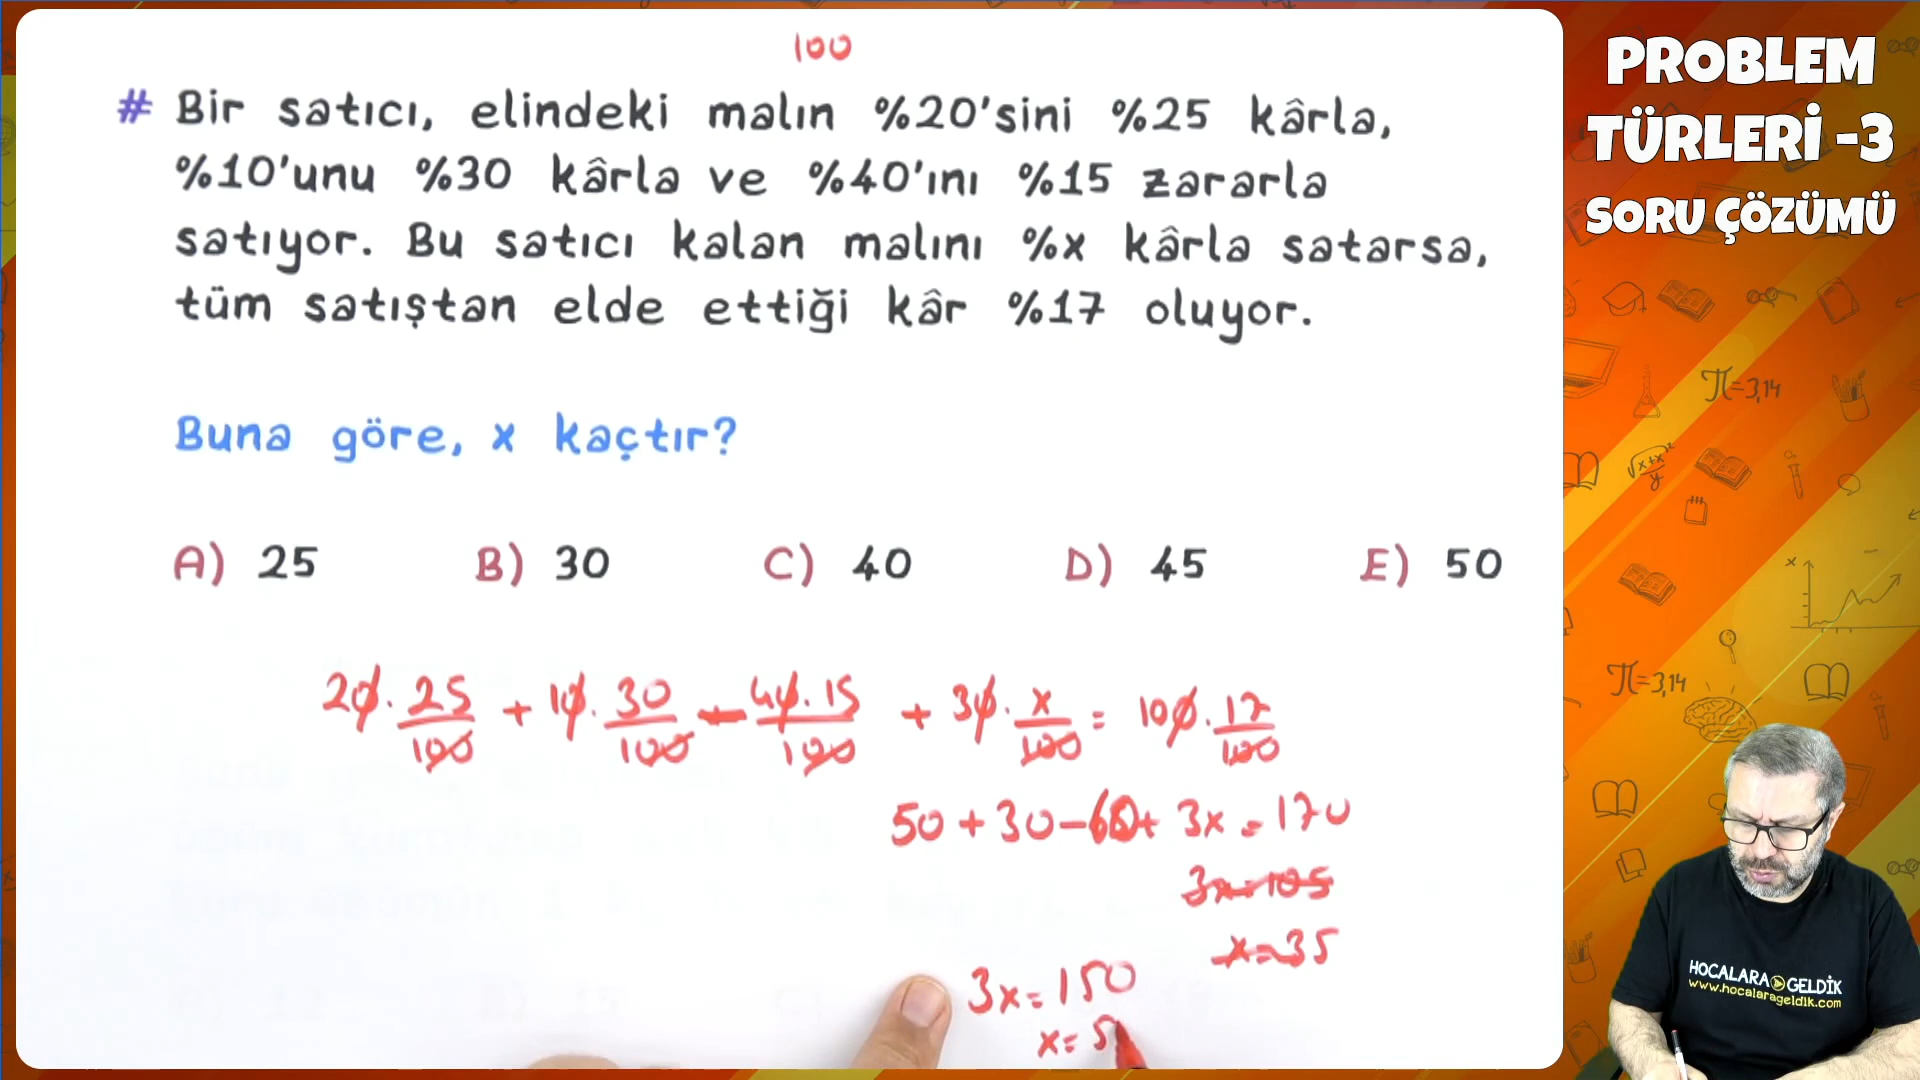 100
# Bir satıcı, elindeki malın %20'sini %25 kârla,
%10'unu %30 kârla ve %40'ını %15 zararla
satıyor. Bu satıcı kalan malını %x kârla satarsa,
tüm satıştan elde ettiği kâr %17 oluyor.
Buna göre, x kaçtır?
A) 25 B) 30 C) 40 D) 45 E) 50
20 · 25/100 + 10 · 30/100 - 40 · 15/100 + 30 · x/100 = 100 · 17/100
50 + 30 - 60 + 3x = 170
3x = 105
x = 35
3x = 150
x = 5
PROBLEM
TÜRLERİ -3
SORU ÇÖZÜMÜ
π=3,14
√x+x²/y
x
π=3,14
HOCALARA GELDİK
www.hocalarageldik.com